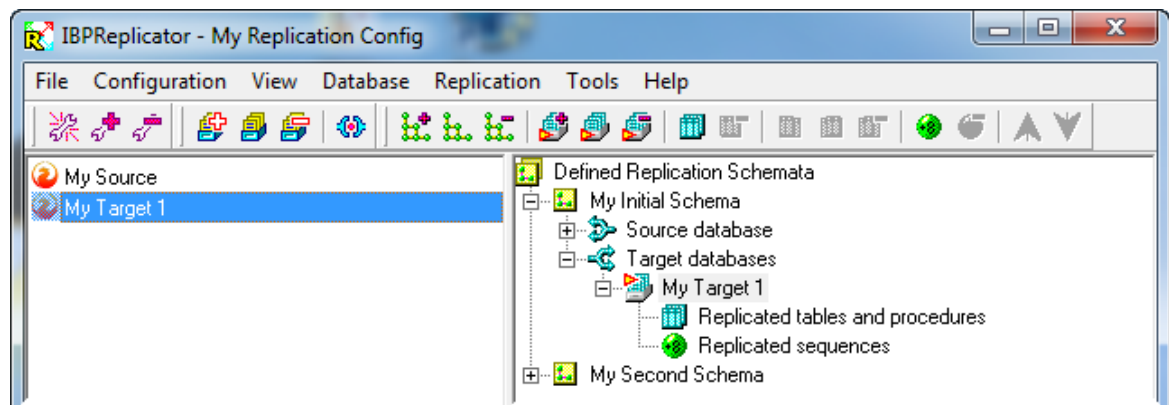 IBPReplicator - My Replication Config
File Configuration View Database Replication Tools Help
My Source
My Target 1
Defined Replication Schemata
My Initial Schema
Source database
Target databases
My Target 1
Replicated tables and procedures
Replicated sequences
My Second Schema